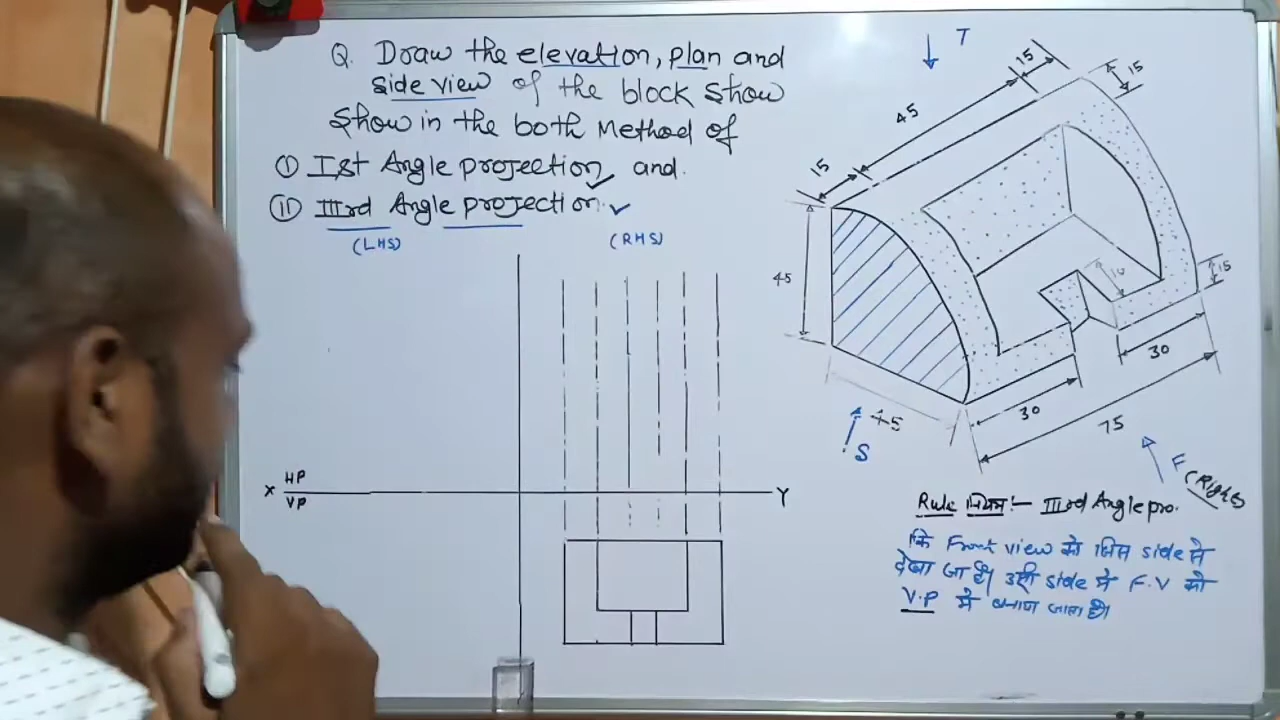 Q. Draw the elevation, plan and
side view of the block show
show in the both Method of
① Ist Angle projection and.
② IIIrd Angle projection.
(LHS)
(RHS)
HP
X
Y
VP
T
15
45
15
15
45
10
15
30
30
75
45
S
F (Right)
Rule नियम :- IIIrd Angle pro.
कि Front view को जिस side से
देखा जा है। उसी side में F.V को
V.P में बनाया जाता है।